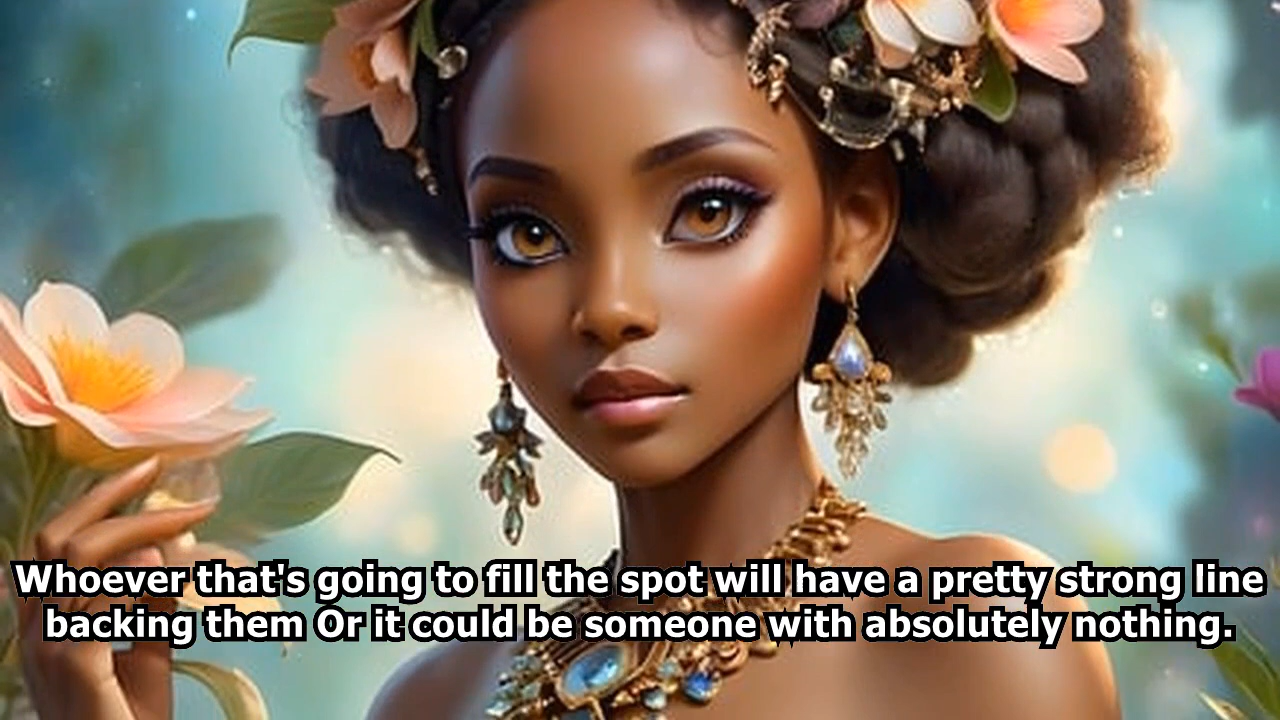 Whoever that's going to fill the spot will have a pretty strong line
backing them Or it could be someone with absolutely nothing.